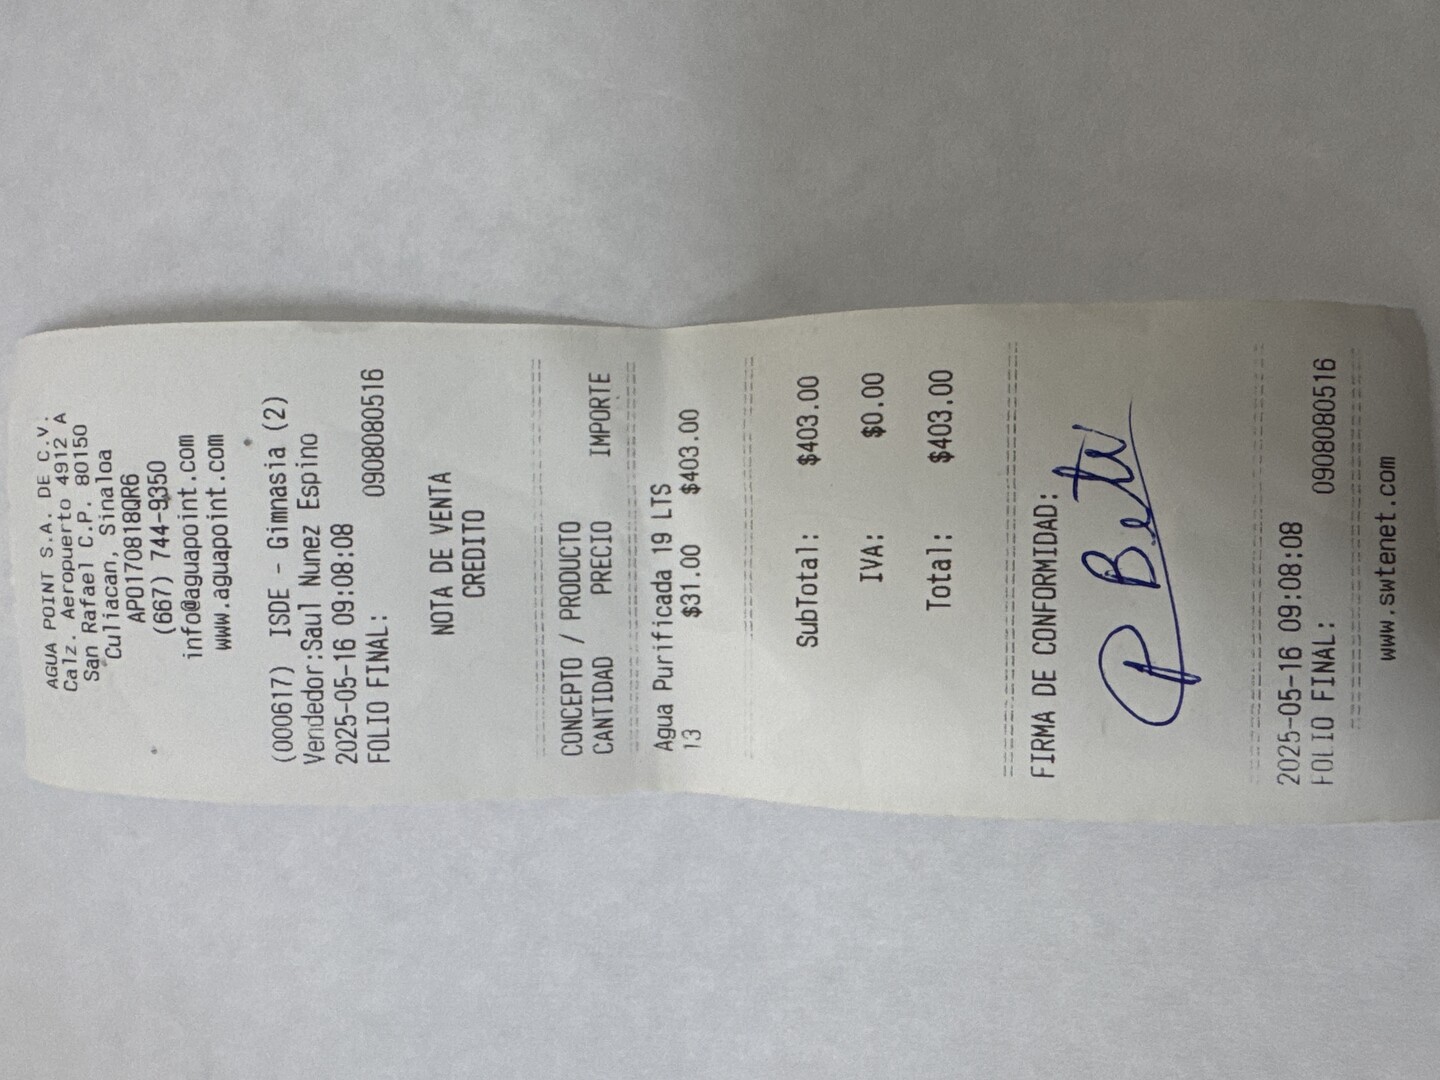 AGUA POINT S.A. DE C.V.
Calz. Aeropuerto 4912 A
San Rafael C.P. 80150
Culiacan, Sinaloa
APO170818QR6
(667) 744-9350
info@aguapoint.com
www.aguapoint.com
(000617) ISDE - Gimnasia (2)
Vendedor:Saul Nunez Espino
2025-05-16 09:08:08
FOLIO FINAL: 0908080516
NOTA DE VENTA
CREDITO
CONCEPTO / PRODUCTO
CANTIDAD PRECIO IMPORTE
Agua Purificada 19 LTS
13 $31.00 $403.00
SubTotal: $403.00
IVA: $0.00
Total: $403.00
FIRMA DE CONFORMIDAD:
2025-05-16 09:08:08
FOLIO FINAL: 0908080516
www.swtenet.com